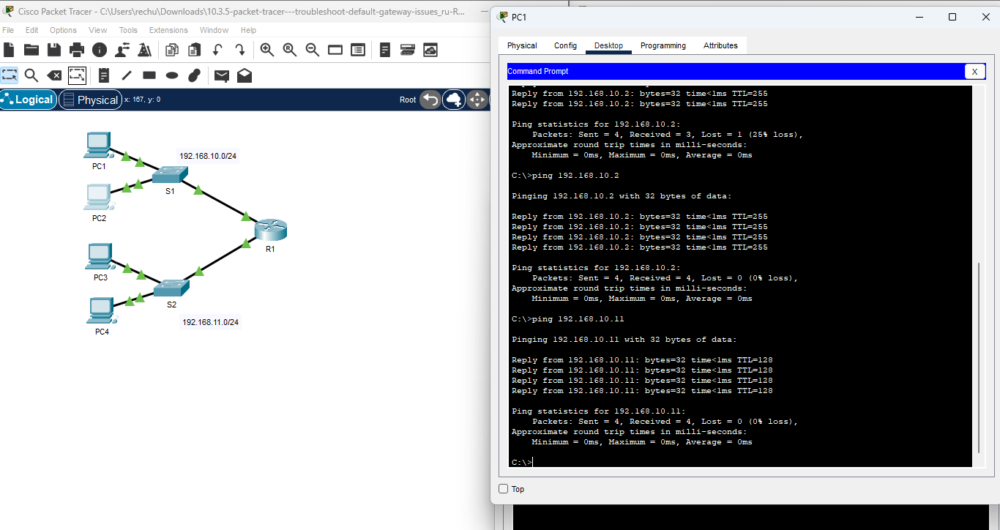 Cisco Packet Tracer - C:\Users\rechu\Downloads\10.3.5-packet-tracer---troubleshoot-default-gateway-issues_ru-R...
File Edit Options View Tools Extensions Window Help
Logical Physical x: 167, y: 0 Root
PC1
192.168.10.0/24
S1
PC2
R1
PC3
S2
192.168.11.0/24
PC4
PC1
Physical Config Desktop Programming Attributes
Command Prompt X
Reply from 192.168.10.2: bytes=32 time<1ms TTL=255
Reply from 192.168.10.2: bytes=32 time<1ms TTL=255
Ping statistics for 192.168.10.2:
Packets: Sent = 4, Received = 3, Lost = 1 (25% loss),
Approximate round trip times in milli-seconds:
Minimum = 0ms, Maximum = 0ms, Average = 0ms
C:\>ping 192.168.10.2
Pinging 192.168.10.2 with 32 bytes of data:
Reply from 192.168.10.2: bytes=32 time<1ms TTL=255
Reply from 192.168.10.2: bytes=32 time<1ms TTL=255
Reply from 192.168.10.2: bytes=32 time<1ms TTL=255
Reply from 192.168.10.2: bytes=32 time<1ms TTL=255
Ping statistics for 192.168.10.2:
Packets: Sent = 4, Received = 4, Lost = 0 (0% loss),
Approximate round trip times in milli-seconds:
Minimum = 0ms, Maximum = 0ms, Average = 0ms
C:\>ping 192.168.10.11
Pinging 192.168.10.11 with 32 bytes of data:
Reply from 192.168.10.11: bytes=32 time<1ms TTL=128
Reply from 192.168.10.11: bytes=32 time<1ms TTL=128
Reply from 192.168.10.11: bytes=32 time<1ms TTL=128
Reply from 192.168.10.11: bytes=32 time<1ms TTL=128
Ping statistics for 192.168.10.11:
Packets: Sent = 4, Received = 4, Lost = 0 (0% loss),
Approximate round trip times in milli-seconds:
Minimum = 0ms, Maximum = 0ms, Average = 0ms
C:\>
Top